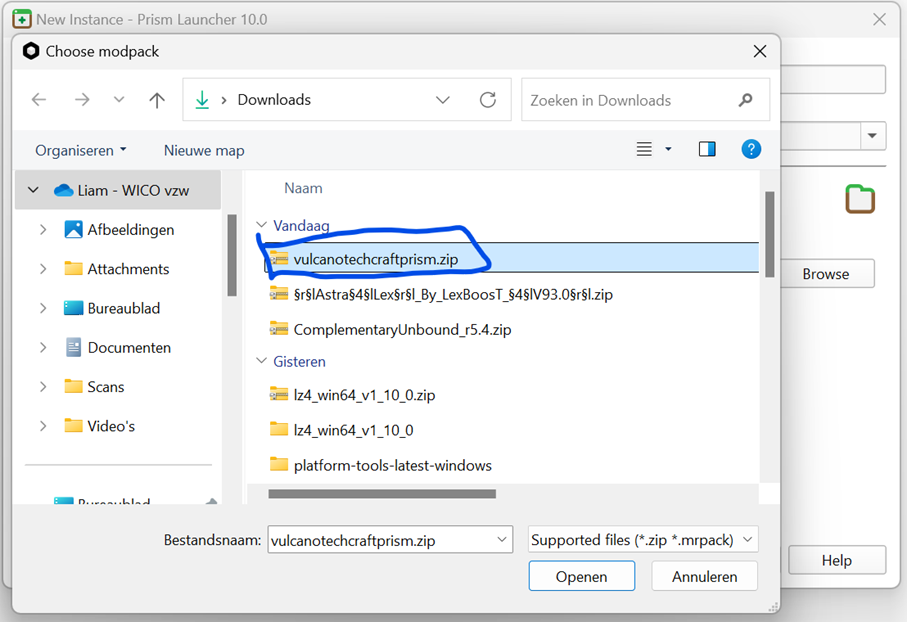 New Instance - Prism Launcher 10.0
Choose modpack
Downloads
Zoeken in Downloads
Organiseren
Nieuwe map
?
Liam - WICO vzw
Afbeeldingen
Attachments
Bureaublad
Documenten
Scans
Video's
Bureaublad
Naam
Vandaag
vulcanotechcraftprism.zip
§r§lAstra§4§lLex§r§l_By_LexBoosT_§4§lV93.0§r§l.zip
ComplementaryUnbound_r5.4.zip
Gisteren
lz4_win64_v1_10_0.zip
lz4_win64_v1_10_0
platform-tools-latest-windows
Browse
Bestandsnaam: vulcanotechcraftprism.zip
Supported files (*.zip *.mrpack)
Openen
Annuleren
Help